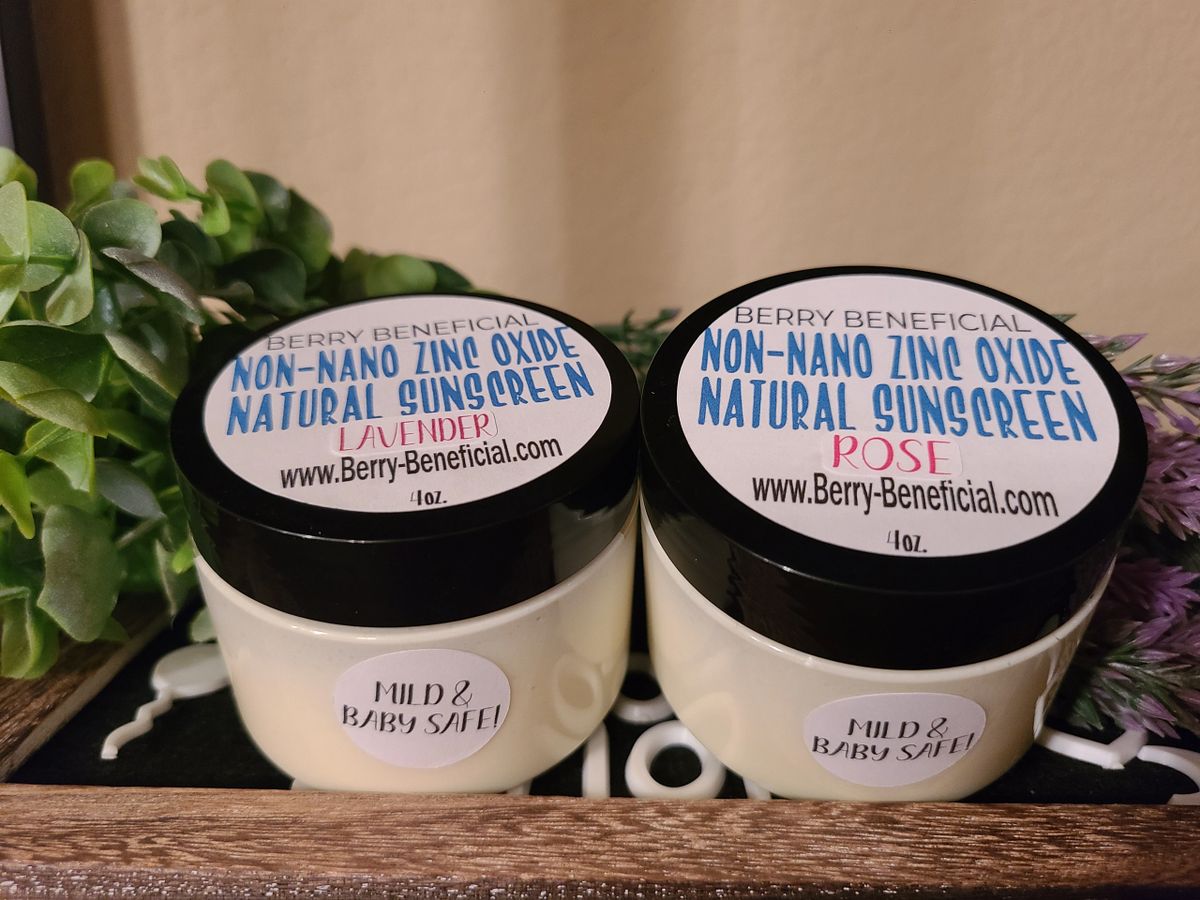 BERRY BENEFICIAL
NON-NANO ZINC OXIDE
NATURAL SUNSCREEN
LAVENDER
www.Berry-Beneficial.com
4oz.
MILD &
BABY SAFE!
BERRY BENEFICIAL
NON-NANO ZINC OXIDE
NATURAL SUNSCREEN
ROSE
www.Berry-Beneficial.com
4oz.
MILD &
BABY SAFE!